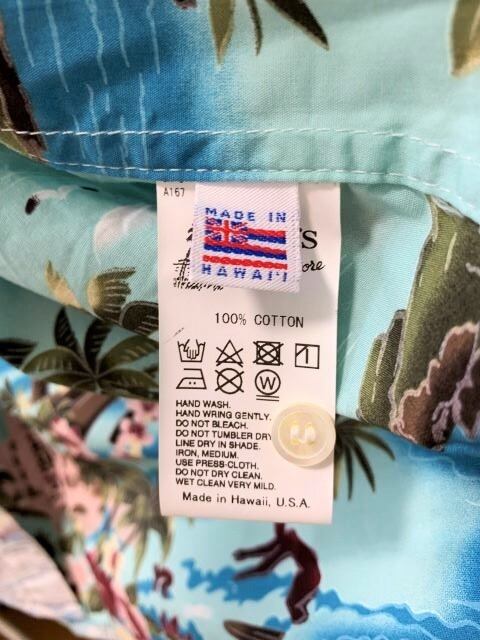 A167
MADE IN
HAWAI'I
100% COTTON
HAND WASH.
HAND WRING GENTLY.
DO NOT BLEACH.
DO NOT TUMBLER DRY
LINE DRY IN SHADE.
IRON, MEDIUM.
USE PRESS-CLOTH.
DO NOT DRY CLEAN.
WET CLEAN VERY MILD.
Made in Hawaii, U.S.A.